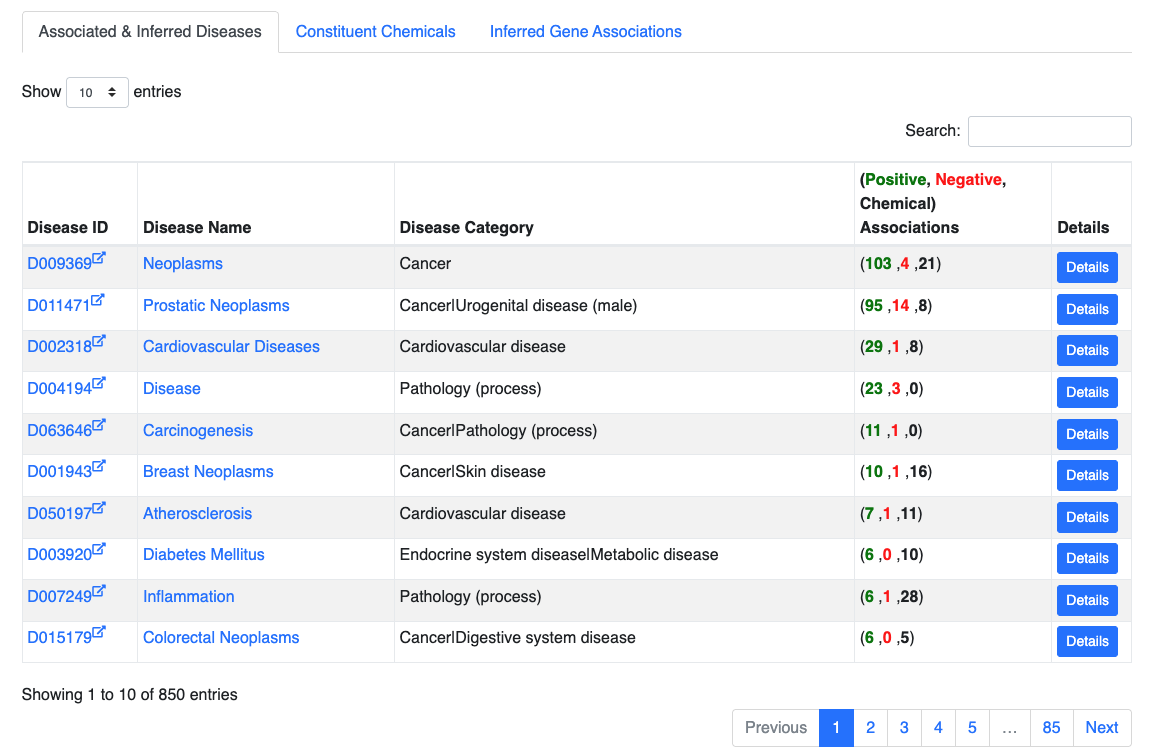 Associated & Inferred Diseases Constituent Chemicals Inferred Gene Associations
Show 10 entries
Search:
Disease ID Disease Name Disease Category (Positive, Negative, Chemical) Associations Details
D009369 Neoplasms Cancer (103 ,4 ,21) Details
D011471 Prostatic Neoplasms Cancer|Urogenital disease (male) (95 ,14 ,8) Details
D002318 Cardiovascular Diseases Cardiovascular disease (29 ,1 ,8) Details
D004194 Disease Pathology (process) (23 ,3 ,0) Details
D063646 Carcinogenesis Cancer|Pathology (process) (11 ,1 ,0) Details
D001943 Breast Neoplasms Cancer|Skin disease (10 ,1 ,16) Details
D050197 Atherosclerosis Cardiovascular disease (7 ,1 ,11) Details
D003920 Diabetes Mellitus Endocrine system disease|Metabolic disease (6 ,0 ,10) Details
D007249 Inflammation Pathology (process) (6 ,1 ,28) Details
D015179 Colorectal Neoplasms Cancer|Digestive system disease (6 ,0 ,5) Details
Showing 1 to 10 of 850 entries
Previous 1 2 3 4 5 … 85 Next